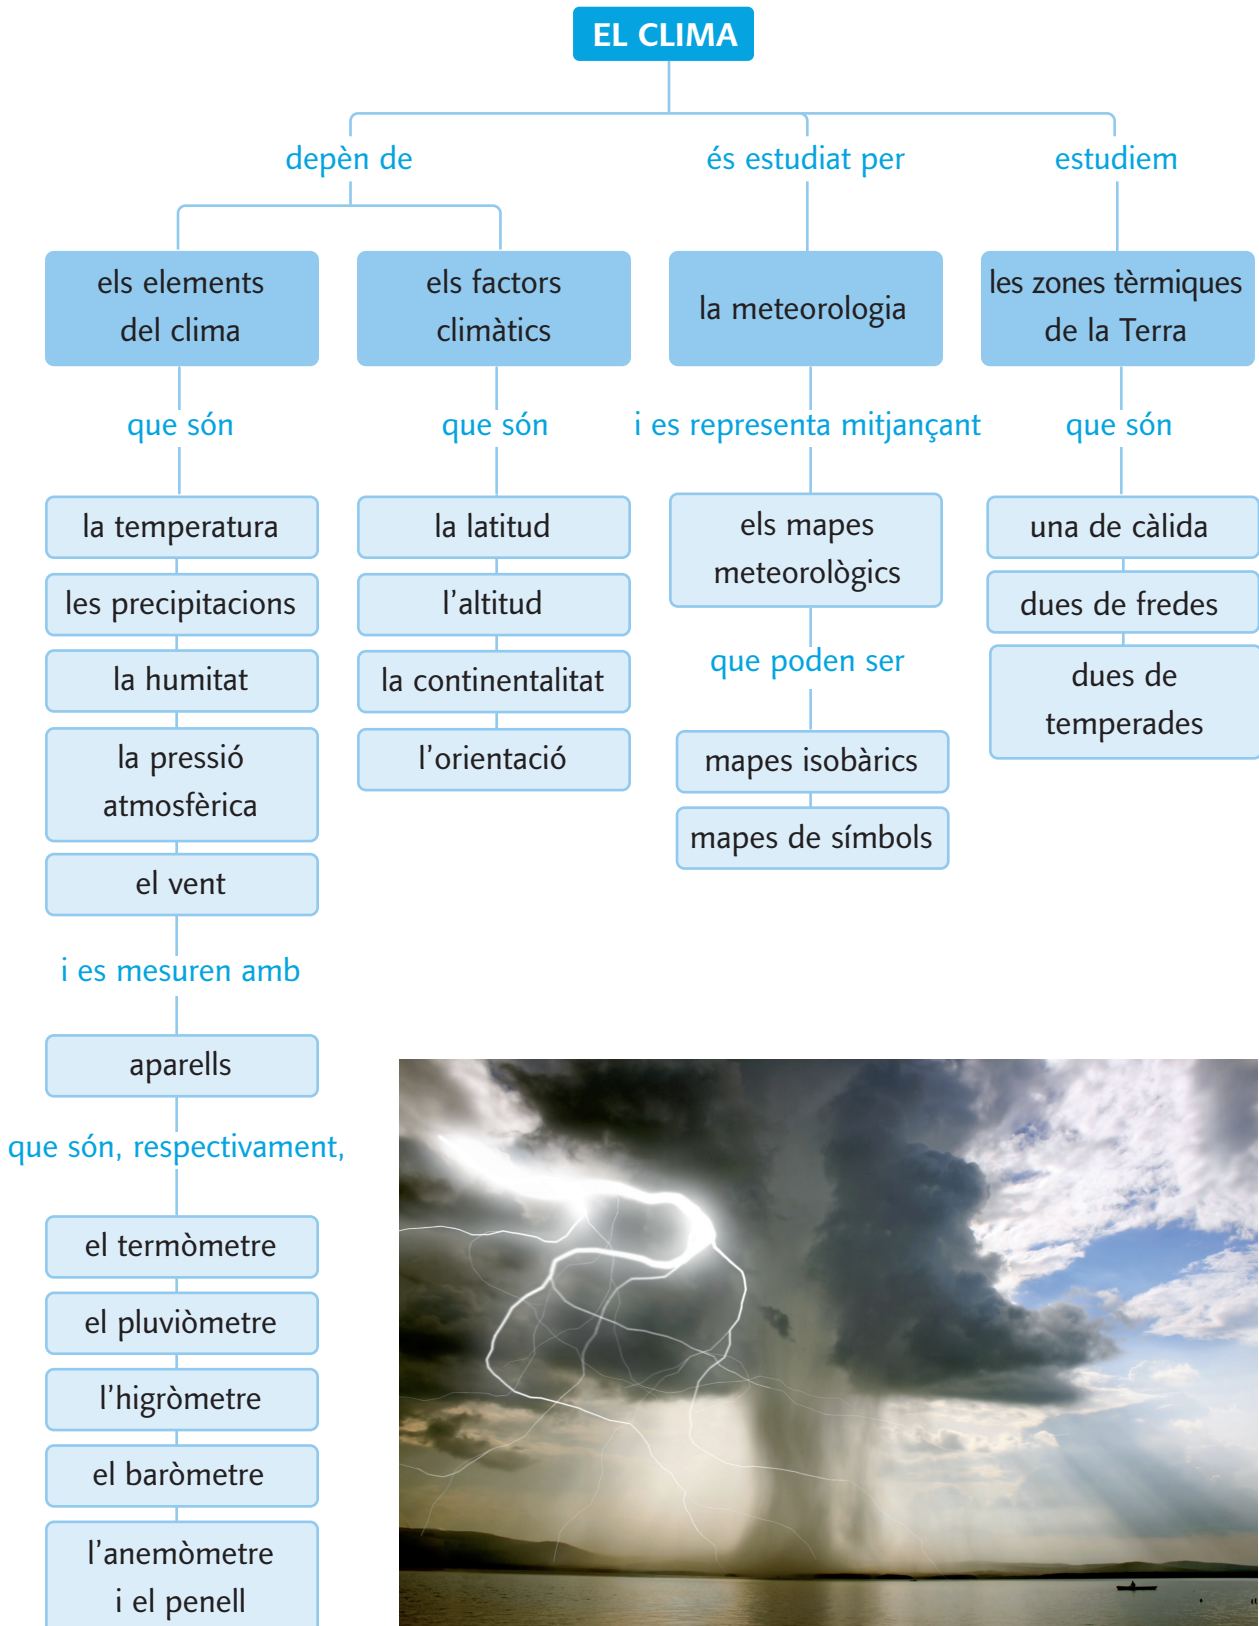 EL CLIMA
depèn de
és estudiat per
estudiem
els elements
del clima
els factors
climàtics
la meteorologia
les zones tèrmiques
de la Terra
que són
que són
i es representa mitjançant
que són
la temperatura
les precipitacions
la humitat
la pressió
atmosfèrica
el vent
i es mesuren amb
aparells
que són, respectivament,
el termòmetre
el pluviòmetre
l'higròmetre
el baròmetre
l'anemòmetre
i el penell
la latitud
l'altitud
la continentalitat
l'orientació
els mapes
meteorològics
que poden ser
mapes isobàrics
mapes de símbols
una de càlida
dues de fredes
dues de
temperades